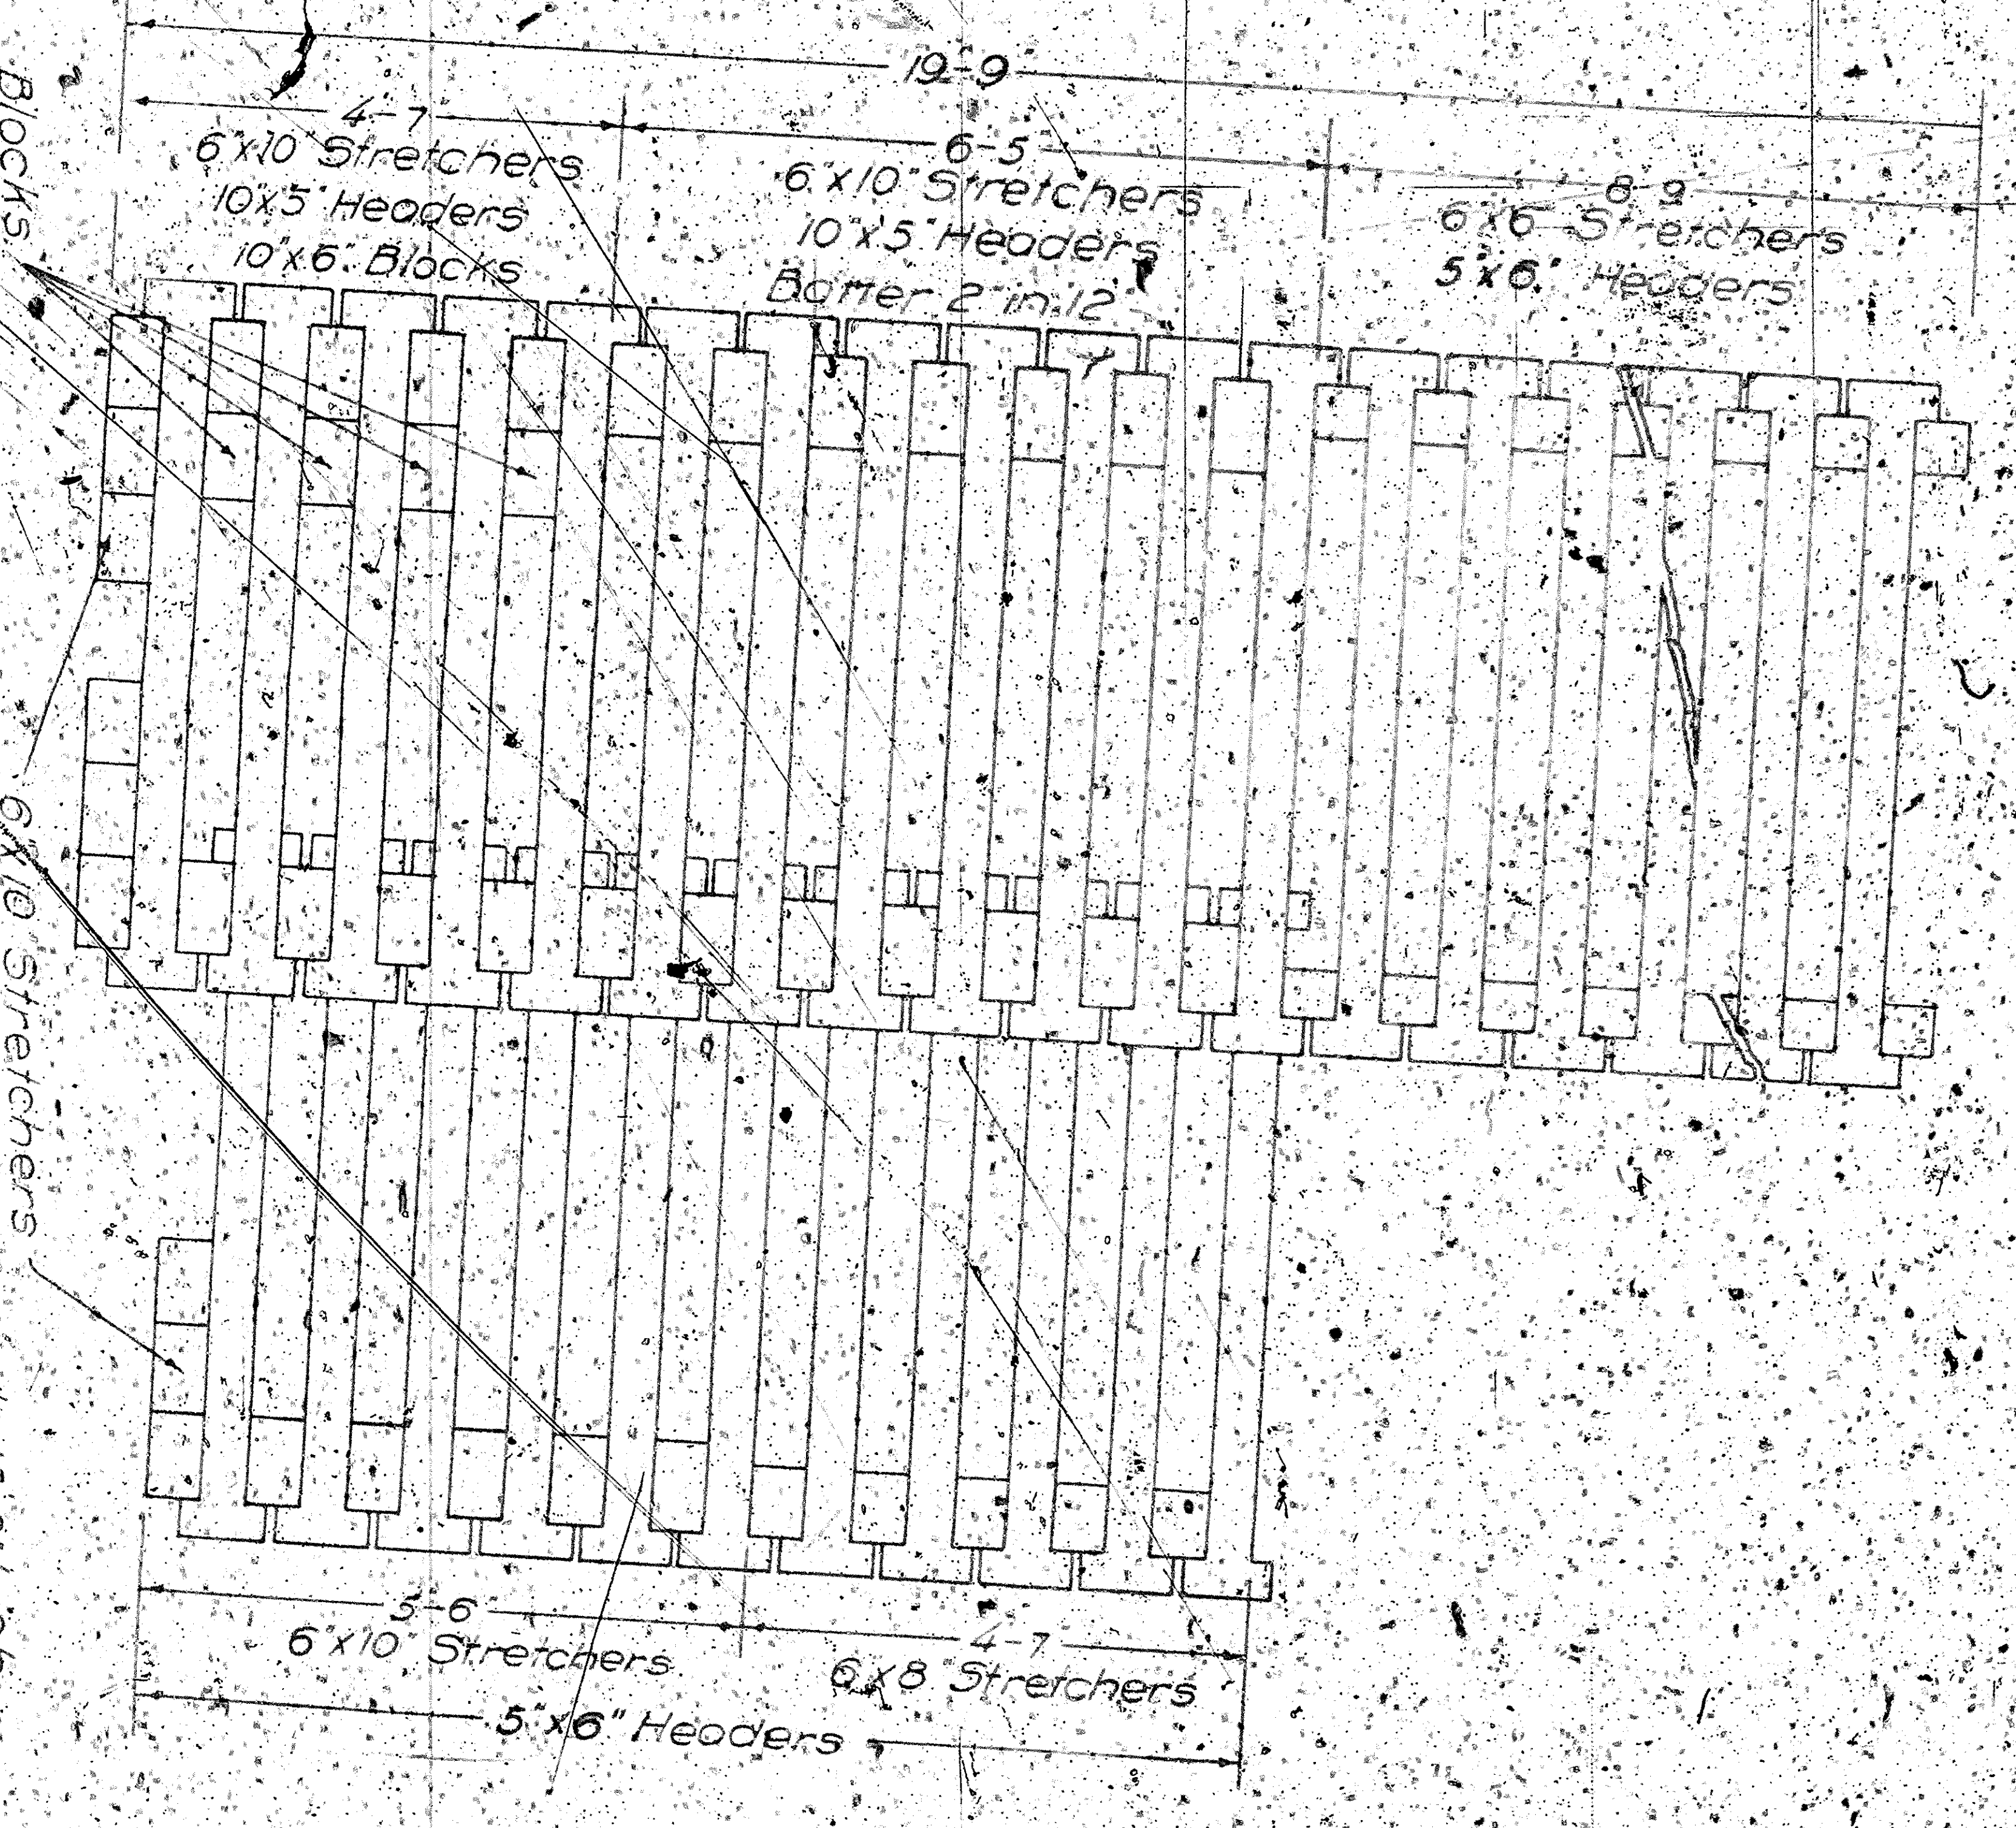 19-9
4-7
6-5
8-9
6"x10" Stretchers
10"x5" Headers
10"x6" Blocks
6"x10" Stretchers
10"x5" Headers
Batter 2" in 12"
6"x6" Stretchers
5"x6" Headers
Blocks
6"x10 Stretchers
5-6
4-7
6"x10" Stretchers
6x8" Stretchers
5"x6" Headers